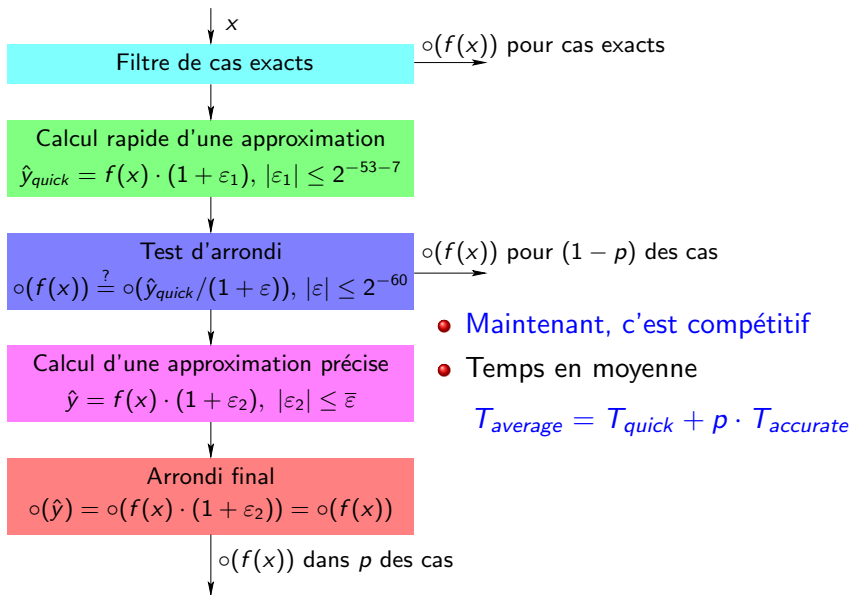 x
Filtre de cas exacts
∘(f(x)) pour cas exacts
Calcul rapide d'une approximation
ŷ_quick = f(x) · (1 + ε₁), |ε₁| ≤ 2^{−53−7}
Test d'arrondi
∘(f(x)) ≟ ∘(ŷ_quick/(1 + ε)), |ε| ≤ 2^{−60}
∘(f(x)) pour (1 − p) des cas
Calcul d'une approximation précise
ŷ = f(x) · (1 + ε₂), |ε₂| ≤ ε̅
Arrondi final
∘(ŷ) = ∘(f(x) · (1 + ε₂)) = ∘(f(x))
∘(f(x)) dans p des cas
Maintenant, c'est compétitif
Temps en moyenne
T_average = T_quick + p · T_accurate